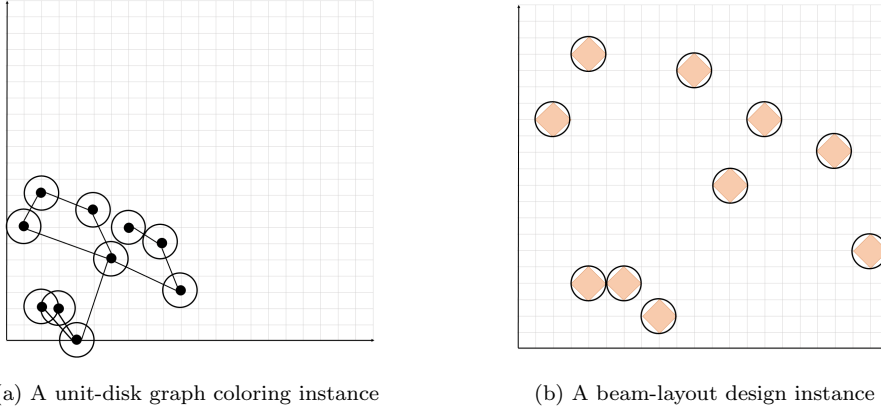 a) A unit-disk graph coloring instance
(b) A beam-layout design instance